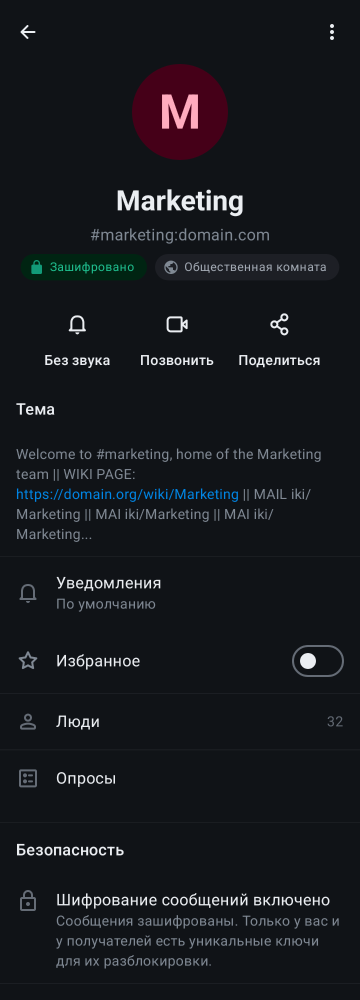 M
Marketing
#marketing:domain.com
Зашифровано
Общественная комната
Без звука
Позвонить
Поделиться
Тема
Welcome to #marketing, home of the Marketing
team || WIKI PAGE:
https://domain.org/wiki/Marketing || MAIL iki/
Marketing || MAI iki/Marketing || MAI iki/
Marketing...
Уведомления
По умолчанию
Избранное
Люди 32
Опросы
Безопасность
Шифрование сообщений включено
Сообщения зашифрованы. Только у вас и
у получателей есть уникальные ключи
для их разблокировки.